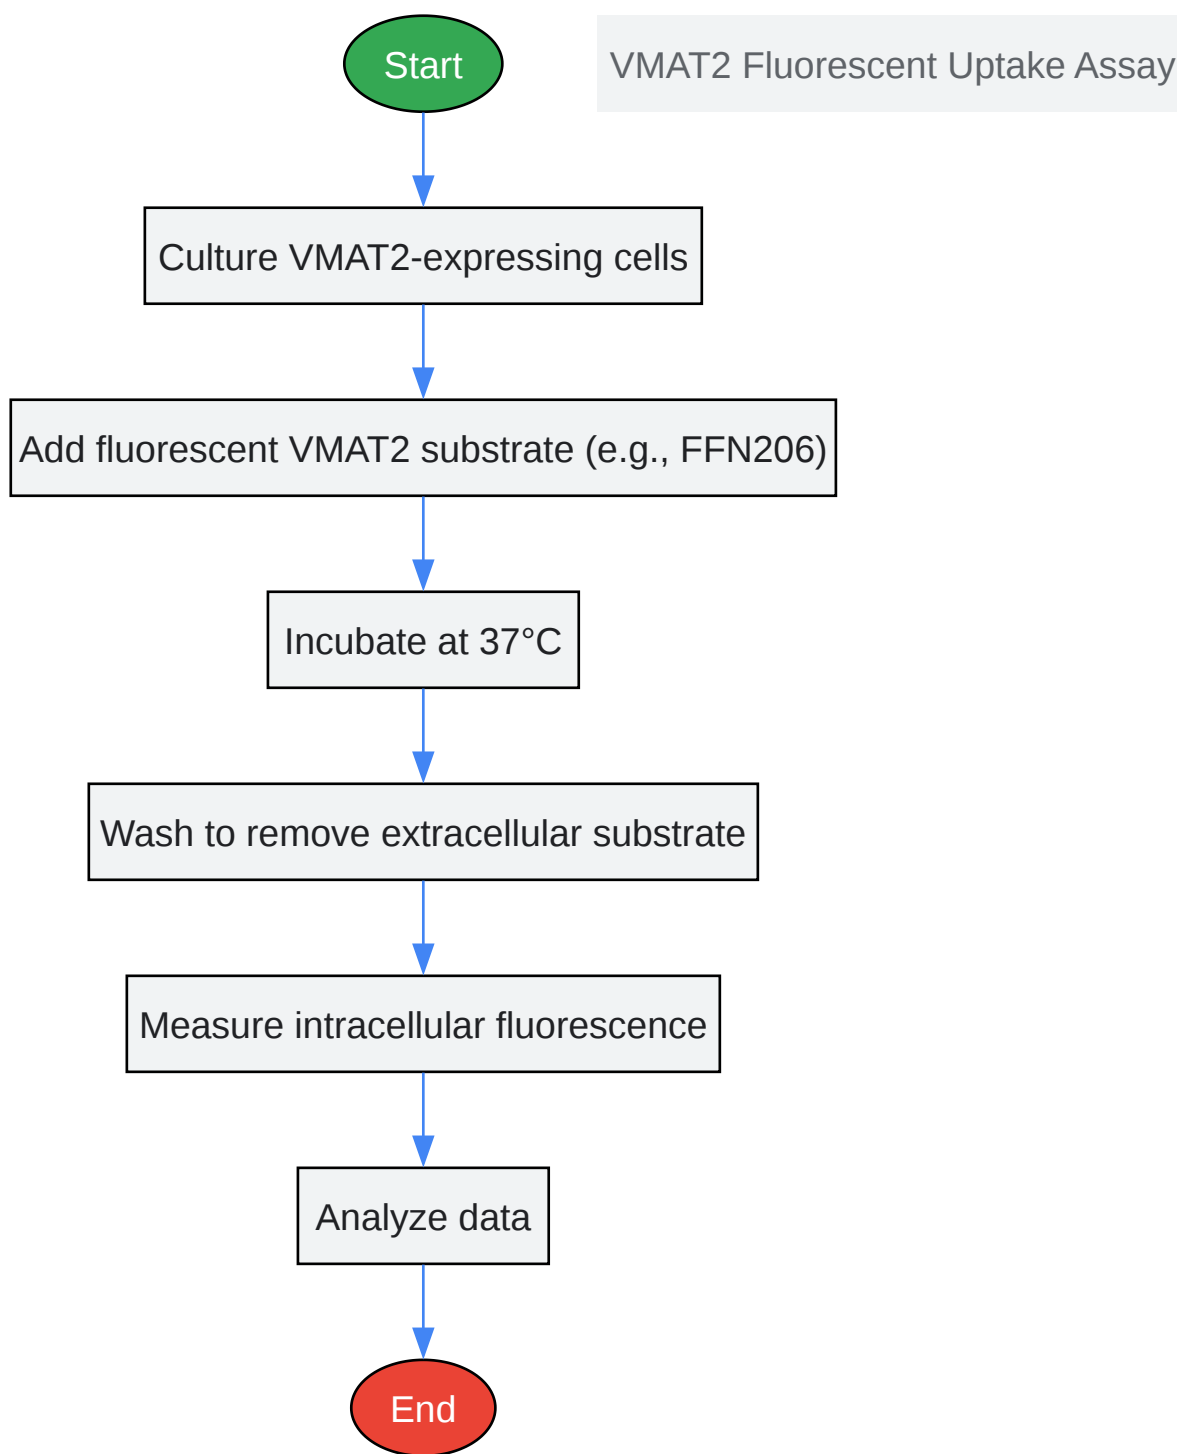 Start
VMAT2 Fluorescent Uptake Assay
Culture VMAT2-expressing cells
Add fluorescent VMAT2 substrate (e.g., FFN206)
Incubate at 37°C
Wash to remove extracellular substrate
Measure intracellular fluorescence
Analyze data
End